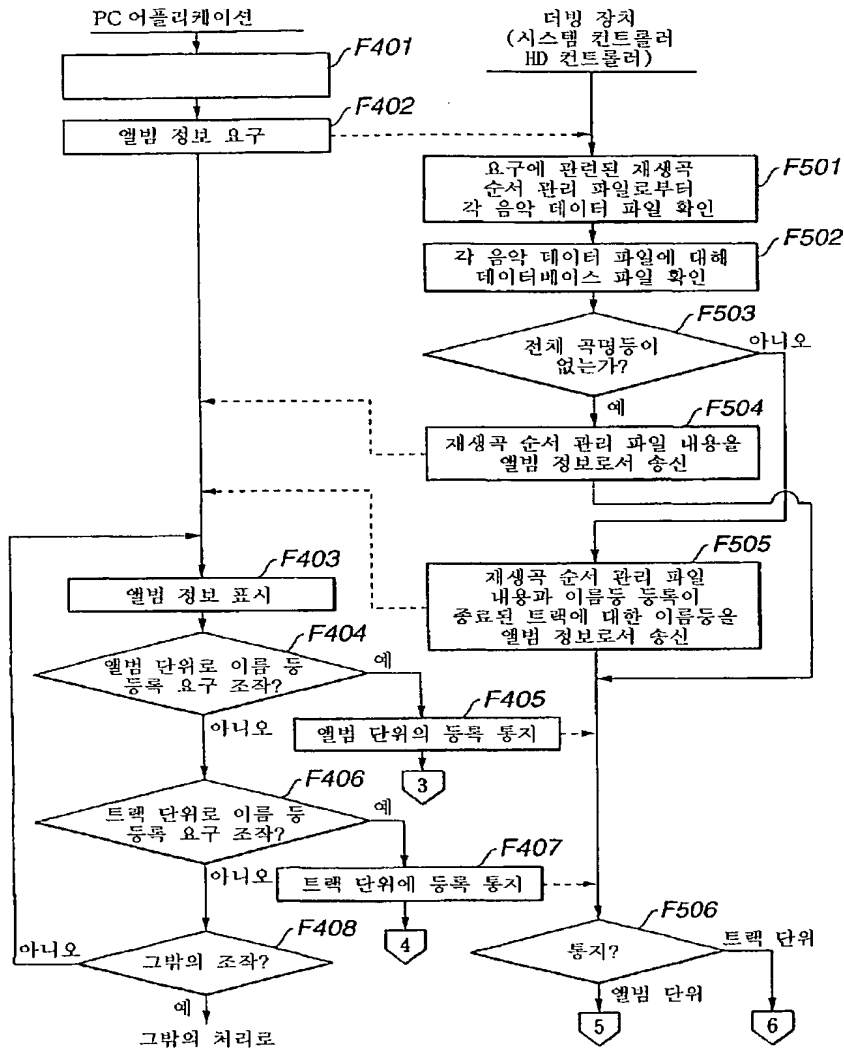 PC 어플리케이션
더빙 장치
(시스템 컨트롤러
HD 컨트롤러)
F401
F402
앨범 정보 요구
요구에 관련된 재생곡
순서 관리 파일로부터
각 음악 데이터 파일 확인
F501
각 음악 데이터 파일에 대해
데이터베이스 파일 확인
F502
F503
전체 곡명등이
없는가?
아니오
예
F504
재생곡 순서 관리 파일 내용을
앨범 정보로서 송신
F505
재생곡 순서 관리 파일
내용과 이름등 등록이
종료된 트랙에 대한 이름등을
앨범 정보로서 송신
F403
앨범 정보 표시
F404
앨범 단위로 이름 등
등록 요구 조작?
예
아니오
F405
앨범 단위의 등록 통지
3
F406
트랙 단위로 이름 등
등록 요구 조작?
예
아니오
F407
트랙 단위에 등록 통지
4
F408
그밖의 조작?
아니오
예
그밖의 처리로
F506
통지?
트랙 단위
앨범 단위
5
6